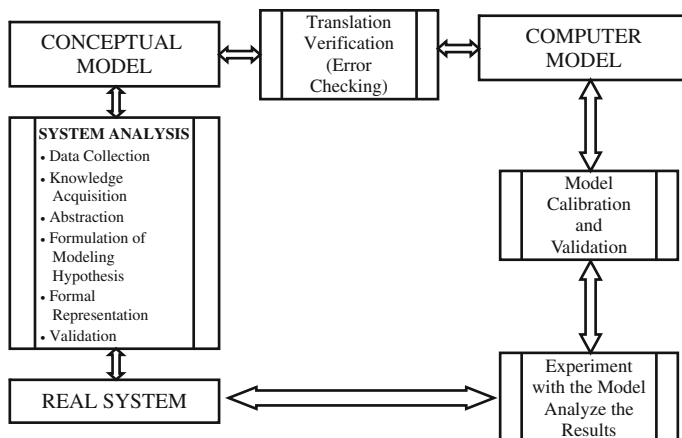 CONCEPTUAL
MODEL
Translation
Verification
(Error
Checking)
COMPUTER
MODEL
SYSTEM ANALYSIS
• Data Collection
• Knowledge
Acquisition
• Abstraction
• Formulation of
Modeling
Hypothesis
• Formal
Representation
• Validation
Model
Calibration
and
Validation
REAL SYSTEM
Experiment
with the Model
Analyze the
Results